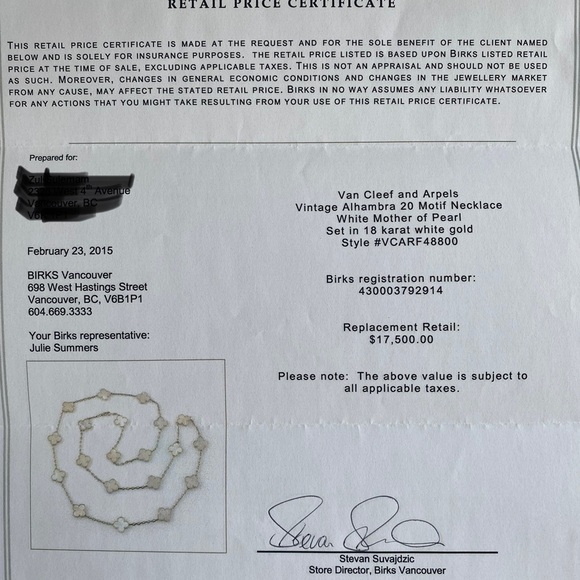 RETAIL PRICE CERTIFICATE
THIS RETAIL PRICE CERTIFICATE IS MADE AT THE REQUEST AND FOR THE SOLE BENEFIT OF THE CLIENT NAMED
BELOW AND IS SOLELY FOR INSURANCE PURPOSES. THE RETAIL PRICE LISTED IS BASED UPON BIRKS LISTED RETAIL
PRICE AT THE TIME OF SALE, EXCLUDING APPLICABLE TAXES. THIS IS NOT AN APPRAISAL AND SHOULD NOT BE USED
AS SUCH. MOREOVER, CHANGES IN GENERAL ECONOMIC CONDITIONS AND CHANGES IN THE JEWELLERY MARKET
FROM ANY CAUSE, MAY AFFECT THE STATED RETAIL PRICE. BIRKS IN NO WAY ASSUMES ANY LIABILITY WHATSOEVER
FOR ANY ACTIONS THAT YOU MIGHT TAKE RESULTING FROM YOUR USE OF THIS RETAIL PRICE CERTIFICATE.
Prepared for:
4th Avenue
Vancouver, BC
February 23, 2015
BIRKS Vancouver
698 West Hastings Street
Vancouver, BC, V6B1P1
604.669.3333
Your Birks representative:
Julie Summers
Van Cleef and Arpels
Vintage Alhambra 20 Motif Necklace
White Mother of Pearl
Set in 18 karat white gold
Style #VCARF48800
Birks registration number:
430003792914
Replacement Retail:
$17,500.00
Please note: The above value is subject to
all applicable taxes.
Stevan Suvajdzic
Store Director, Birks Vancouver